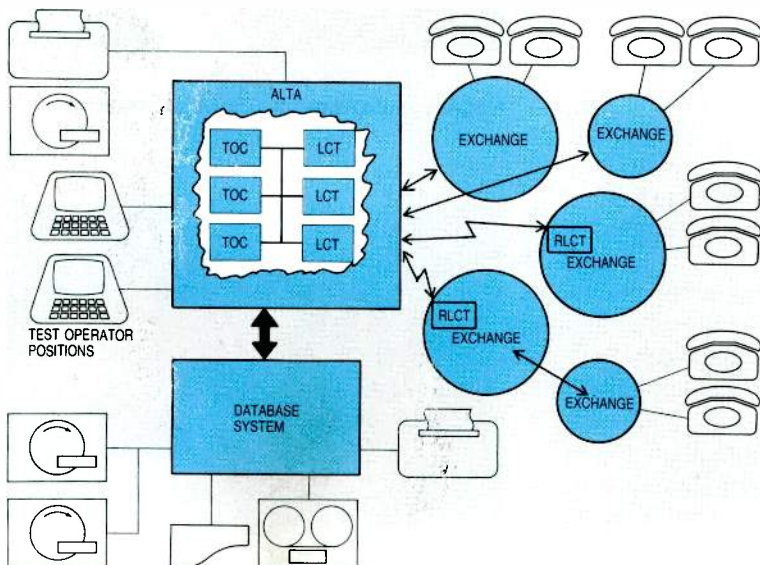 ALTA
TOC LCT
TOC LCT
TOC LCT
EXCHANGE
EXCHANGE
RLCT
EXCHANGE
RLCT
EXCHANGE
EXCHANGE
TEST OPERATOR
POSITIONS
DATABASE
SYSTEM